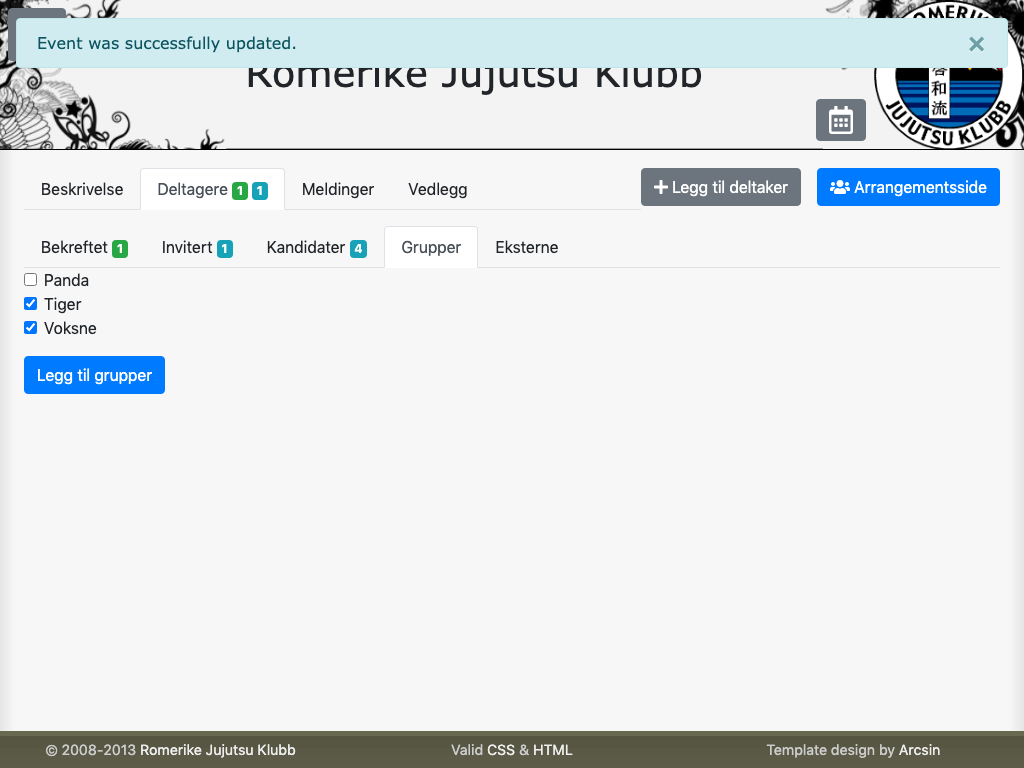 Event was successfully updated.
×
Romerike Jujutsu Klubb
ROMERIK
和
流
JUJUTSU KLUBB
Beskrivelse
Deltagere 1 1
Meldinger
Vedlegg
Legg til deltaker
Arrangementsside
Bekreftet 1
Invitert 1
Kandidater 4
Grupper
Eksterne
Panda
Tiger
Voksne
Legg til grupper
© 2008-2013 Romerike Jujutsu Klubb
Valid CSS & HTML
Template design by Arcsin